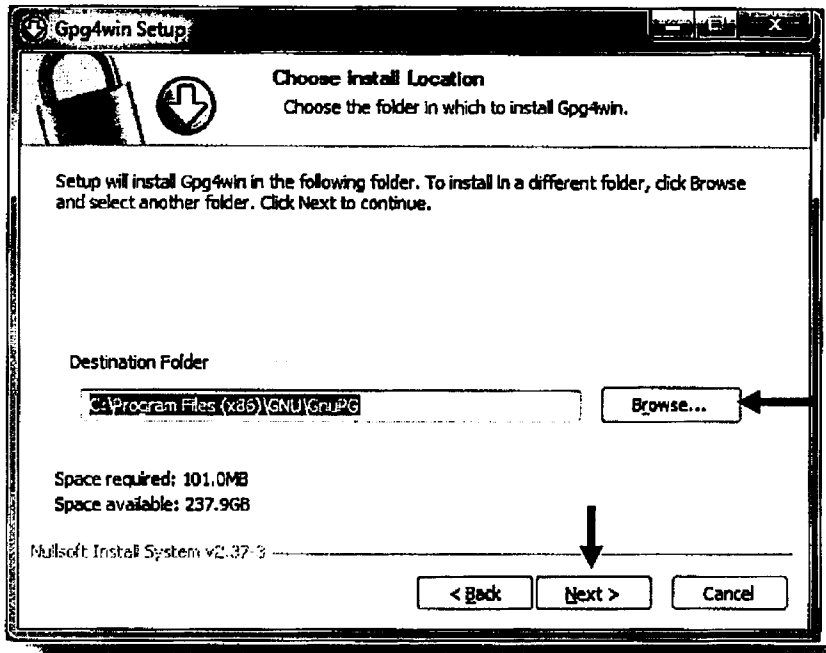 Gpg4win Setup
Choose Install Location
Choose the folder in which to install Gpg4win.
Setup will install Gpg4win in the following folder. To install in a different folder, click Browse
and select another folder. Click Next to continue.
Destination Folder
C:\Program Files (x86)\GNU\GnuPG
Browse...
Space required: 101.0MB
Space available: 237.9GB
Nullsoft Install System v2.37-3
< Back Next > Cancel